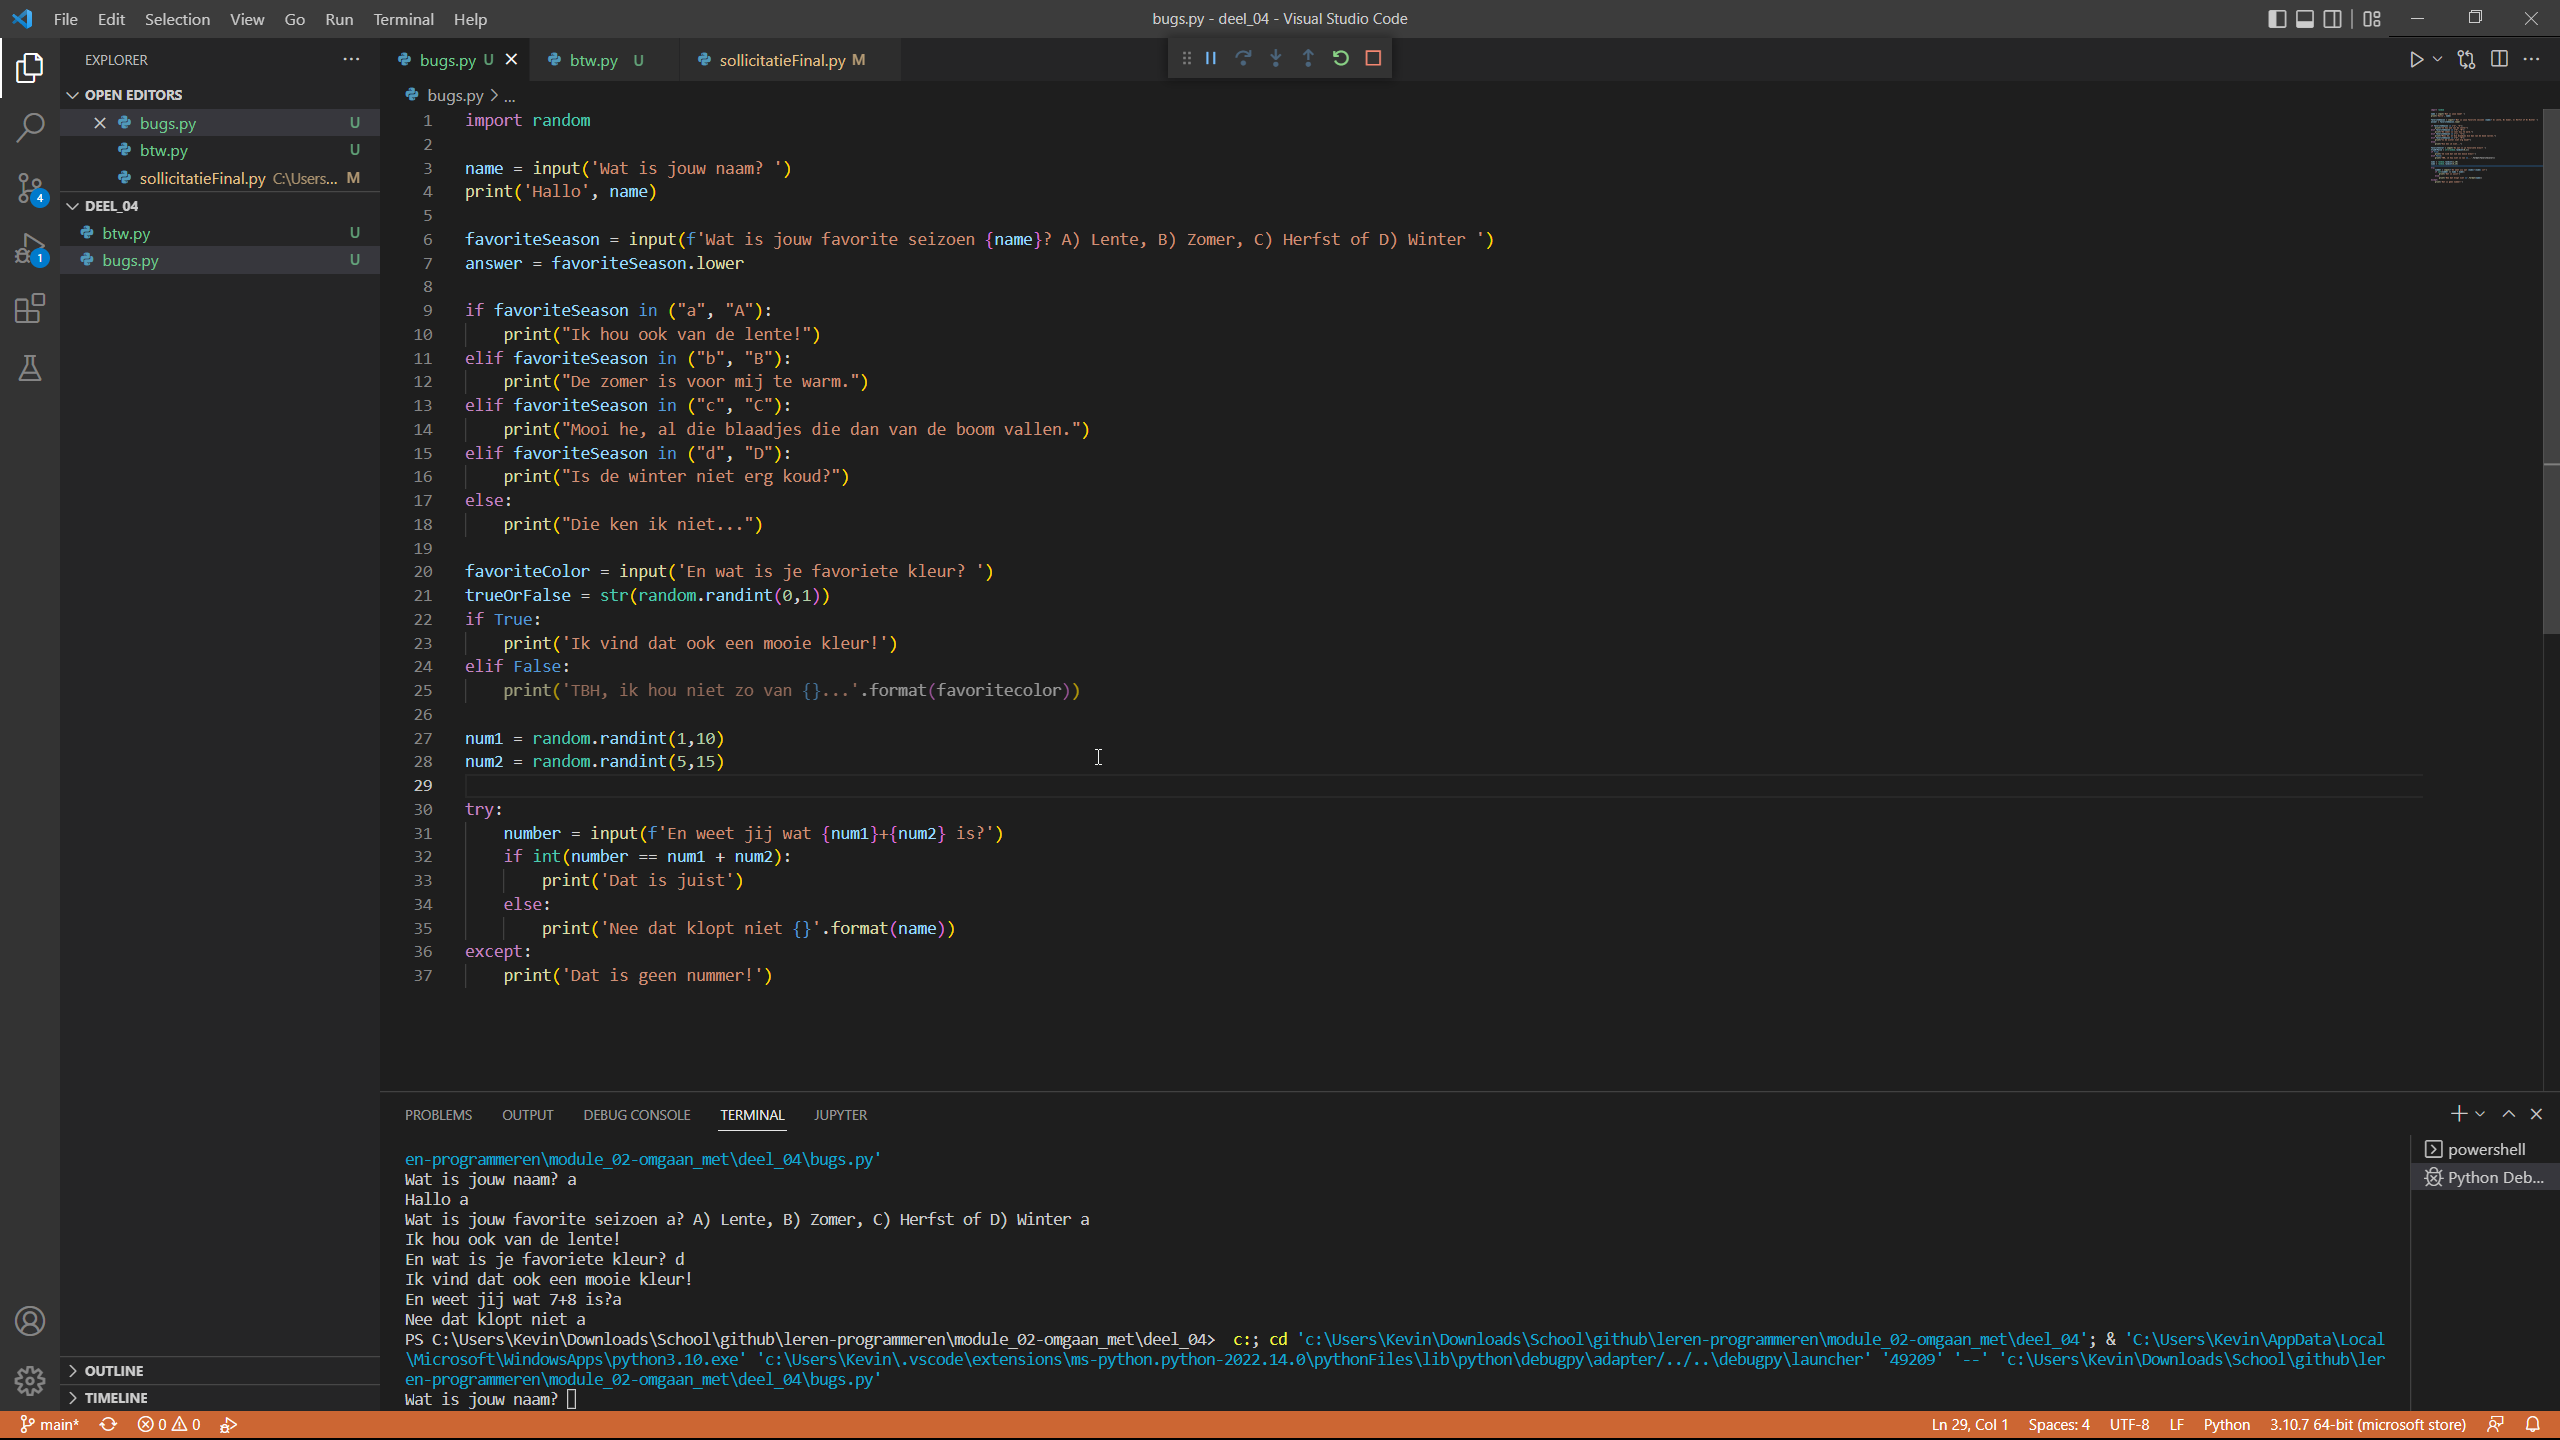 File Edit Selection View Go Run Terminal Help
bugs.py - deel_04 - Visual Studio Code
EXPLORER
OPEN EDITORS
bugs.py U
btw.py U
sollicitatieFinal.py C:\Users... M
DEEL_04
btw.py U
bugs.py U
OUTLINE
TIMELINE
4
1
bugs.py U
btw.py U
sollicitatieFinal.py M
bugs.py > ...
1 import random
2
3 name = input('Wat is jouw naam? ')
4 print('Hallo', name)
5
6 favoriteSeason = input(f'Wat is jouw favorite seizoen {name}? A) Lente, B) Zomer, C) Herfst of D) Winter ')
7 answer = favoriteSeason.lower
8
9 if favoriteSeason in ("a", "A"):
10 print("Ik hou ook van de lente!")
11 elif favoriteSeason in ("b", "B"):
12 print("De zomer is voor mij te warm.")
13 elif favoriteSeason in ("c", "C"):
14 print("Mooi he, al die blaadjes die dan van de boom vallen.")
15 elif favoriteSeason in ("d", "D"):
16 print("Is de winter niet erg koud?")
17 else:
18 print("Die ken ik niet...")
19
20 favoriteColor = input('En wat is je favoriete kleur? ')
21 trueOrFalse = str(random.randint(0,1))
22 if True:
23 print('Ik vind dat ook een mooie kleur!')
24 elif False:
25 print('TBH, ik hou niet zo van {}...'.format(favoritecolor))
26
27 num1 = random.randint(1,10)
28 num2 = random.randint(5,15)
29
30 try:
31 number = input(f'En weet jij wat {num1}+{num2} is?')
32 if int(number == num1 + num2):
33 print('Dat is juist')
34 else:
35 print('Nee dat klopt niet {}'.format(name))
36 except:
37 print('Dat is geen nummer!')
PROBLEMS OUTPUT DEBUG CONSOLE TERMINAL JUPYTER
en-programmeren\module_02-omgaan_met\deel_04\bugs.py'
Wat is jouw naam? a
Hallo a
Wat is jouw favorite seizoen a? A) Lente, B) Zomer, C) Herfst of D) Winter a
Ik hou ook van de lente!
En wat is je favoriete kleur? d
Ik vind dat ook een mooie kleur!
En weet jij wat 7+8 is?a
Nee dat klopt niet a
PS C:\Users\Kevin\Downloads\School\github\leren-programmeren\module_02-omgaan_met\deel_04>  c:; cd 'c:\Users\Kevin\Downloads\School\github\leren-programmeren\module_02-omgaan_met\deel_04'; & 'C:\Users\Kevin\AppData\Local
\Microsoft\WindowsApps\python3.10.exe' 'c:\Users\Kevin\.vscode\extensions\ms-python.python-2022.14.0\pythonFiles\lib\python\debugpy\adapter/../..\debugpy\launcher' '49209' '--' 'c:\Users\Kevin\Downloads\School\github\ler
en-programmeren\module_02-omgaan_met\deel_04\bugs.py'
Wat is jouw naam?
powershell
Python Deb...
main* 0 0 Ln 29, Col 1 Spaces: 4 UTF-8 LF Python 3.10.7 64-bit (microsoft store)